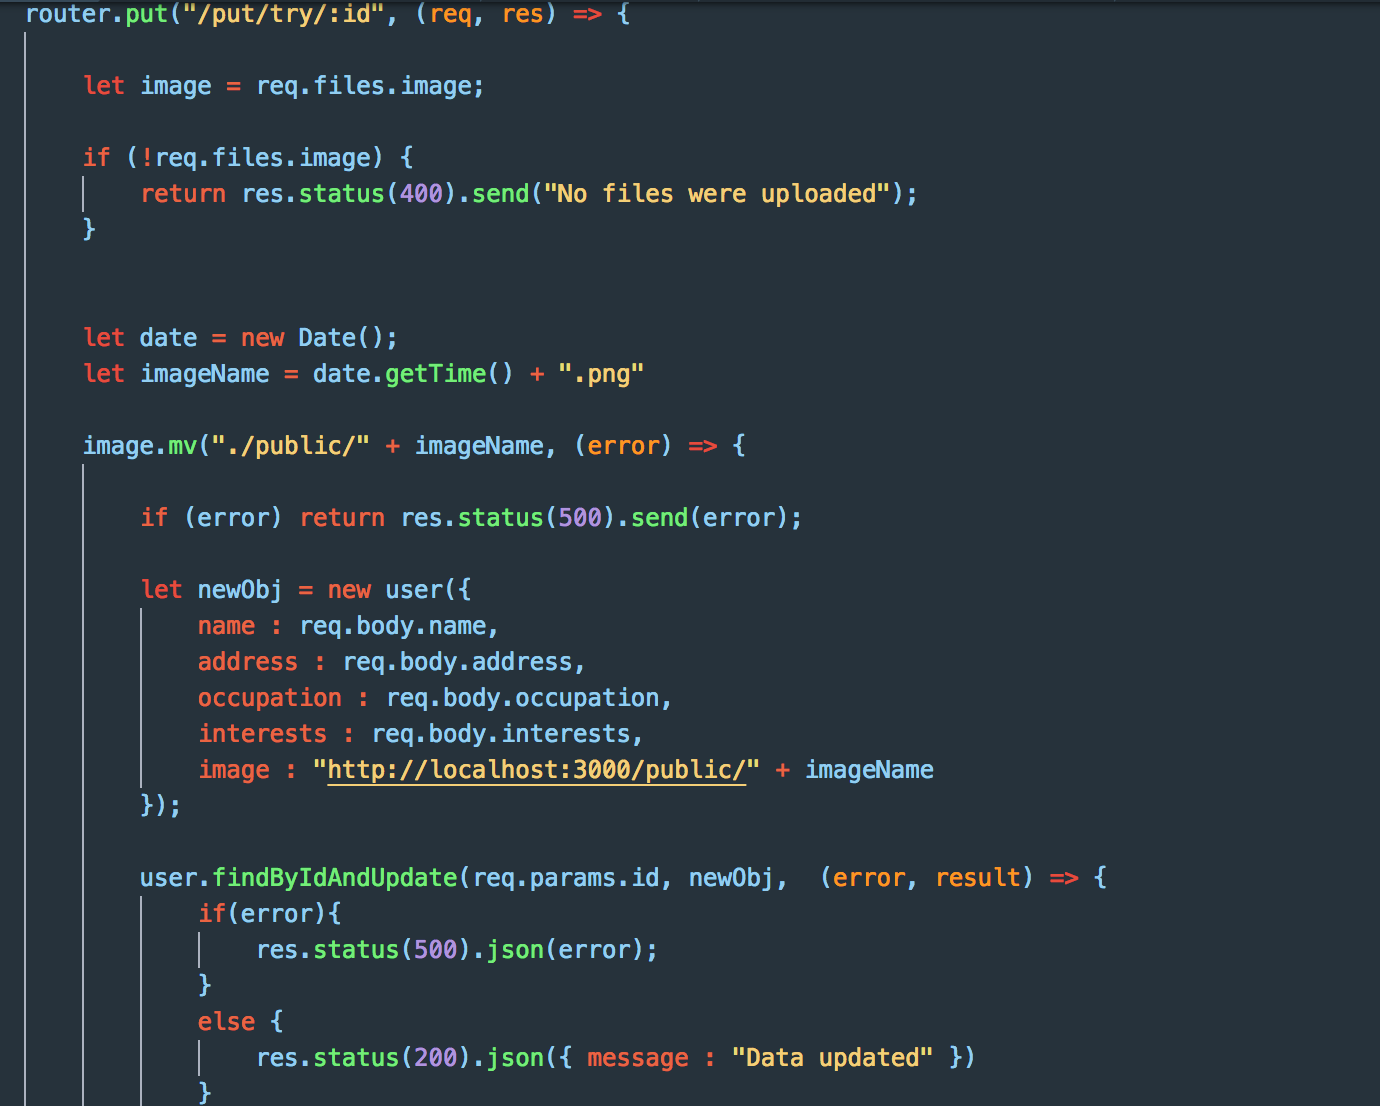 router.put("/put/try/:id", (req, res) => {
let image = req.files.image;
if (!req.files.image) {
return res.status(400).send("No files were uploaded");
}
let date = new Date();
let imageName = date.getTime() + ".png"
image.mv("./public/" + imageName, (error) => {
if (error) return res.status(500).send(error);
let newObj = new user({
name : req.body.name,
address : req.body.address,
occupation : req.body.occupation,
interests : req.body.interests,
image : "http://localhost:3000/public/" + imageName
});
user.findByIdAndUpdate(req.params.id, newObj,  (error, result) => {
if(error){
res.status(500).json(error);
}
else {
res.status(200).json({ message : "Data updated" })
}